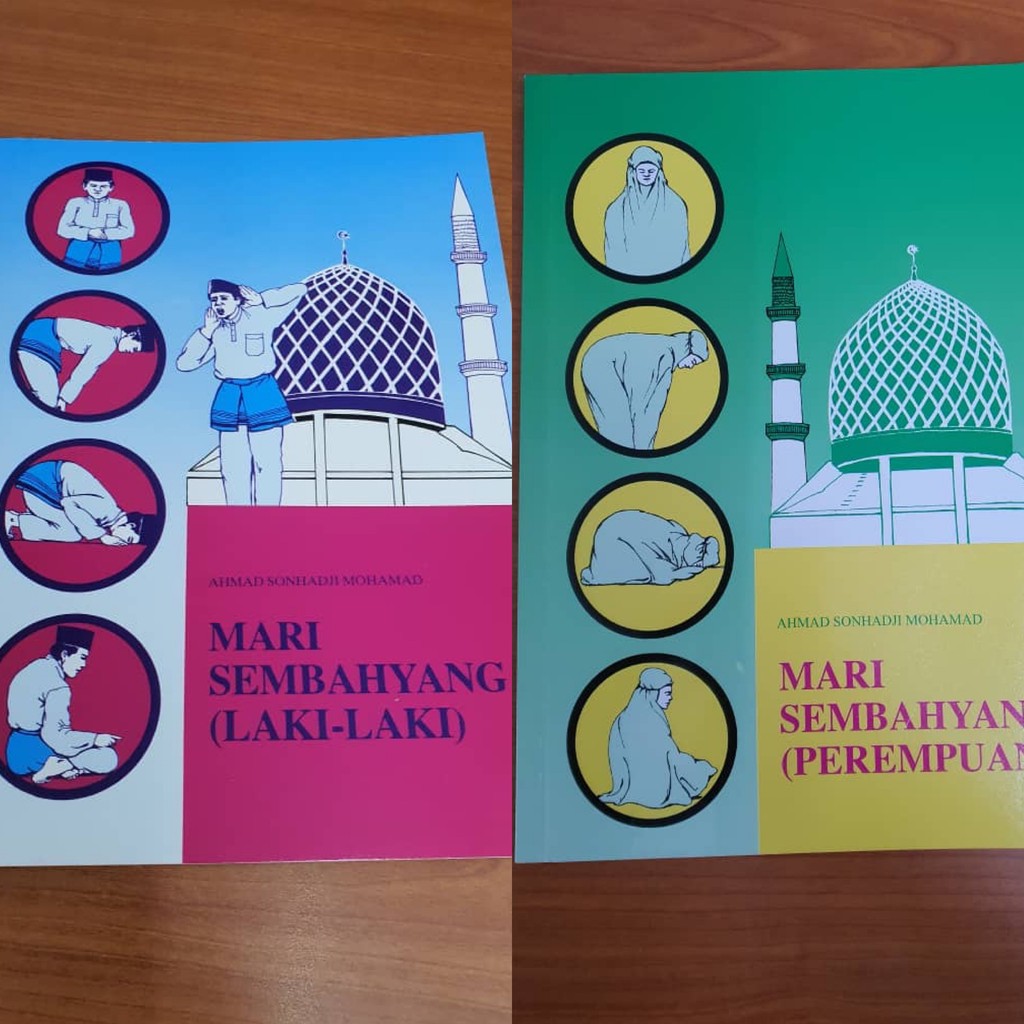 AHMAD SONHADJI MOHAMAD
MARI
SEMBAHYANG
(LAKI-LAKI)
AHMAD SONHADJI MOHAMAD
MARI
SEMBAHYAN
(PEREMPUAN